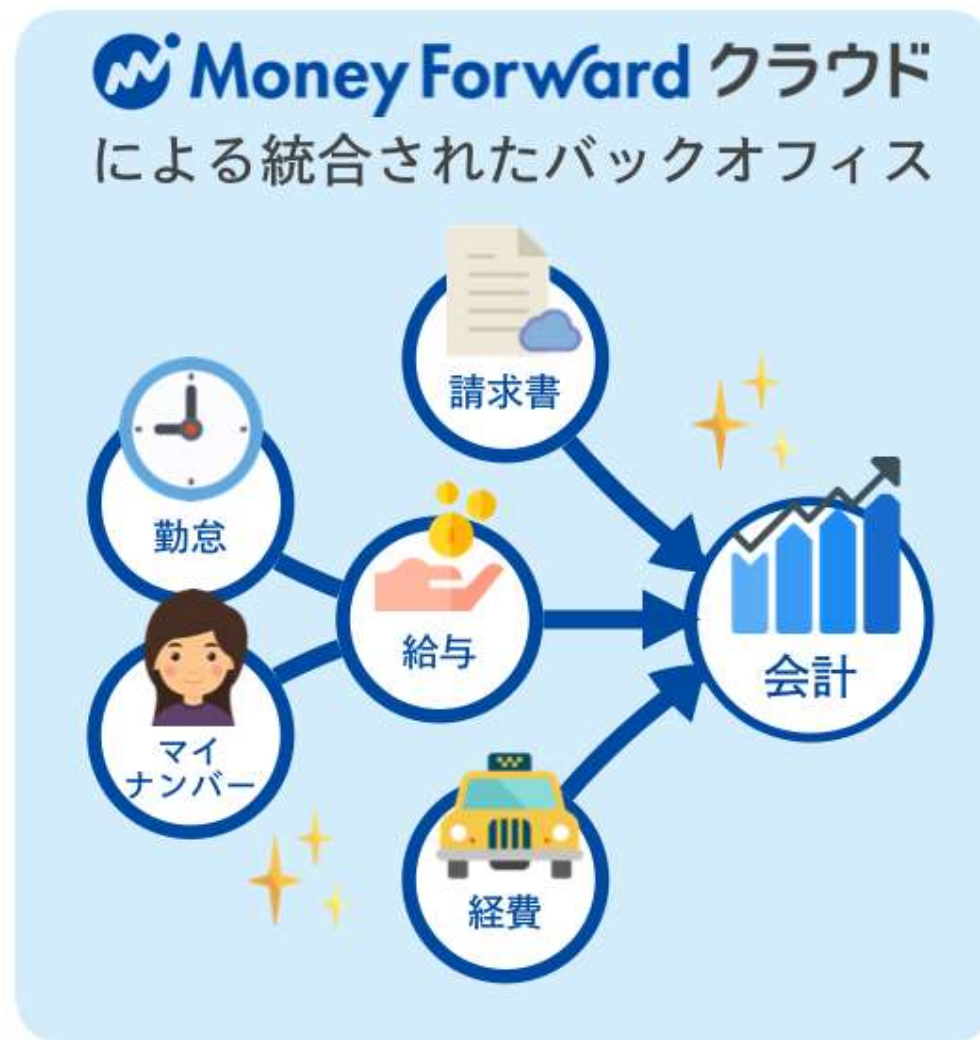 Money Forward クラウド
による統合されたバックオフィス
請求書
勤怠
給与
会計
マイ
ナンバー
経費